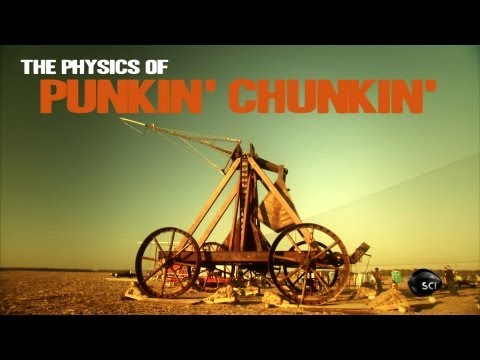 THE PHYSICS OF
PUNKIN' CHUNKIN'
SCI